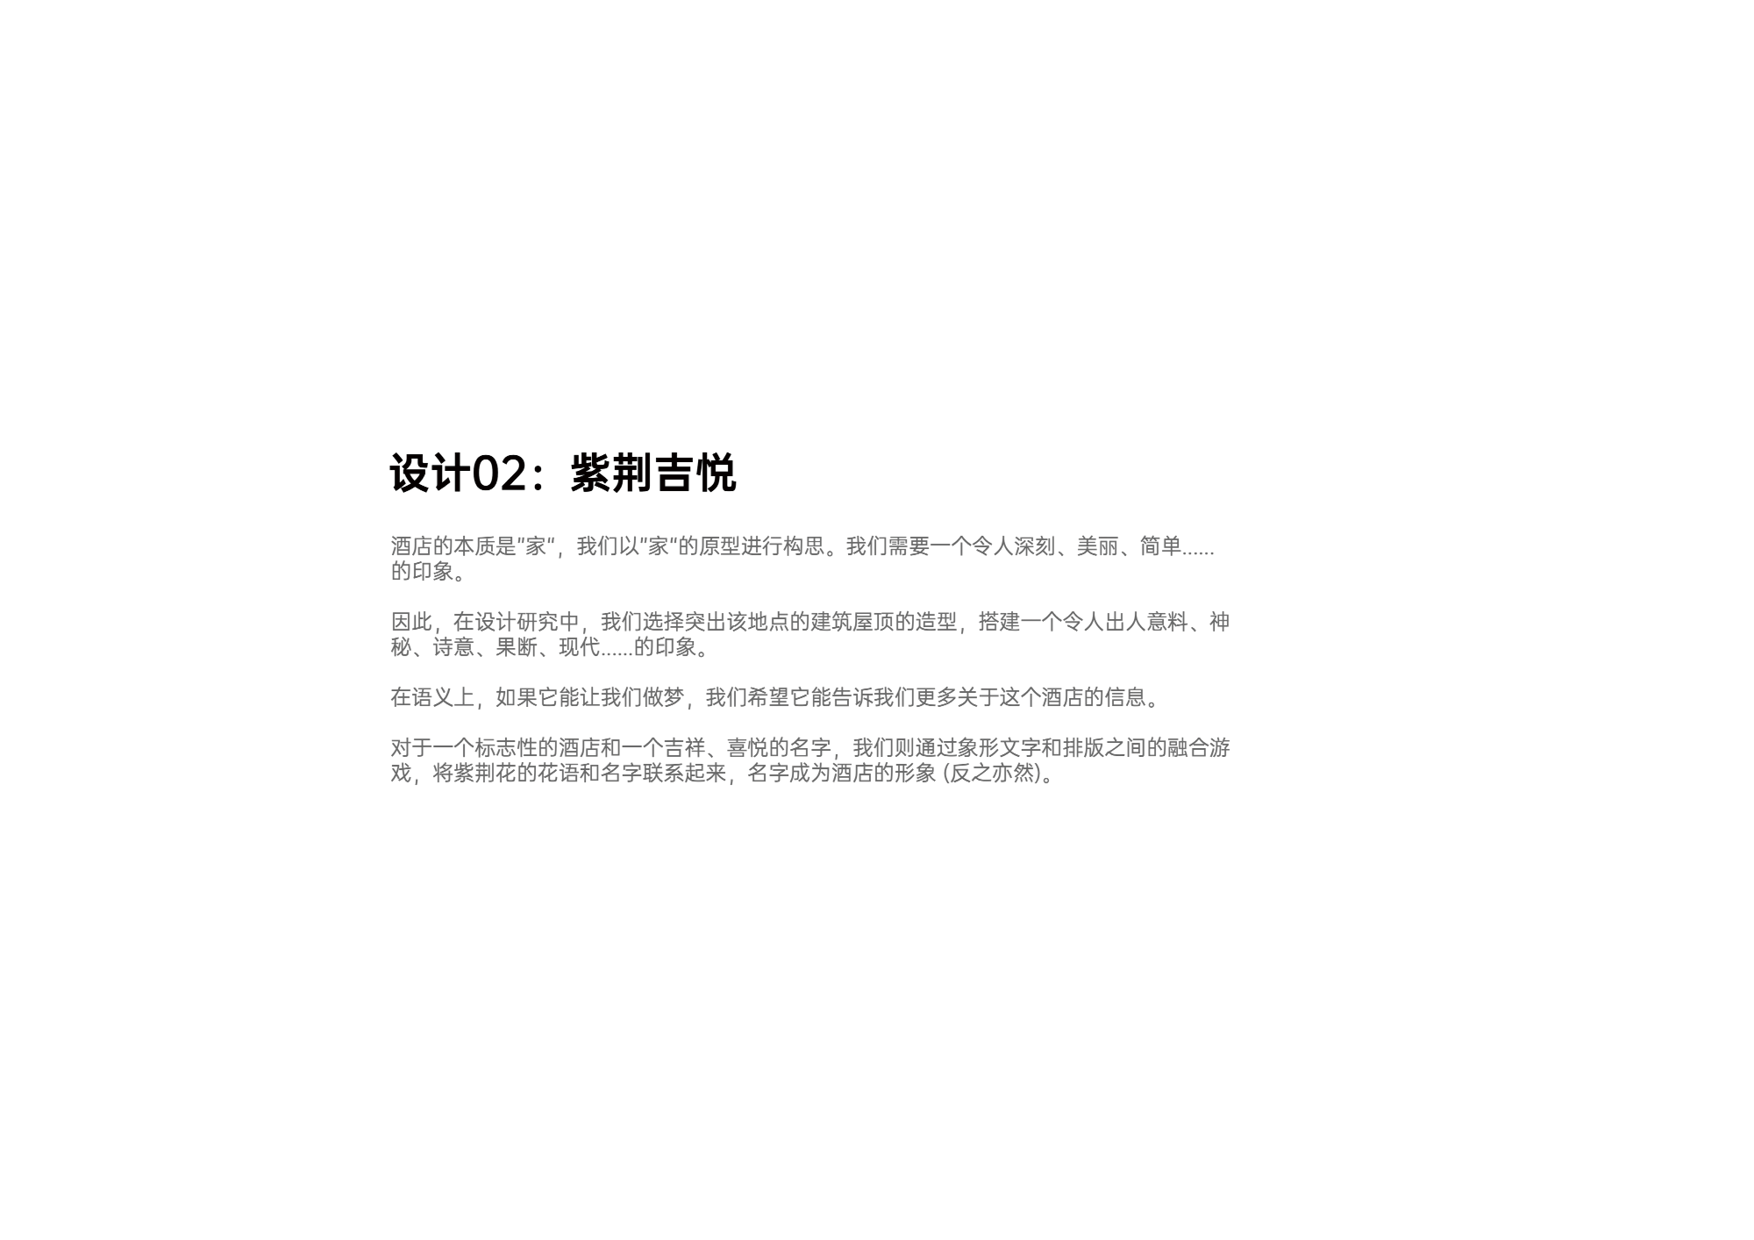 设计02：紫荆吉悦
酒店的本质是”家“，我们以”家“的原型进行构思。我们需要一个令人深刻、美丽、简单……
的印象。
因此，在设计研究中，我们选择突出该地点的建筑屋顶的造型，搭建一个令人出人意料、神
秘、诗意、果断、现代……的印象。
在语义上，如果它能让我们做梦，我们希望它能告诉我们更多关于这个酒店的信息。
对于一个标志性的酒店和一个吉祥、喜悦的名字，我们则通过象形文字和排版之间的融合游
戏，将紫荆花的花语和名字联系起来，名字成为酒店的形象 (反之亦然)。